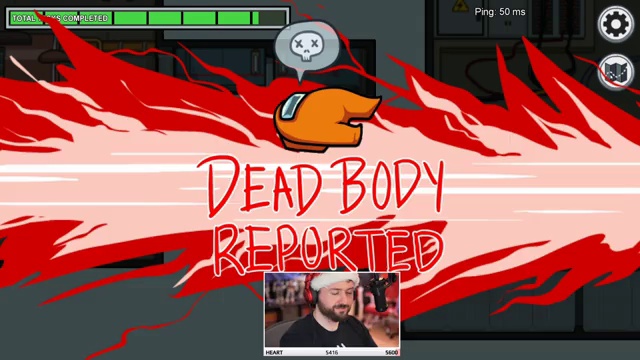 TOTAL TASKS COMPLETED
Ping: 50 ms
DEAD BODY
REPORTED
HEART 5416 5600